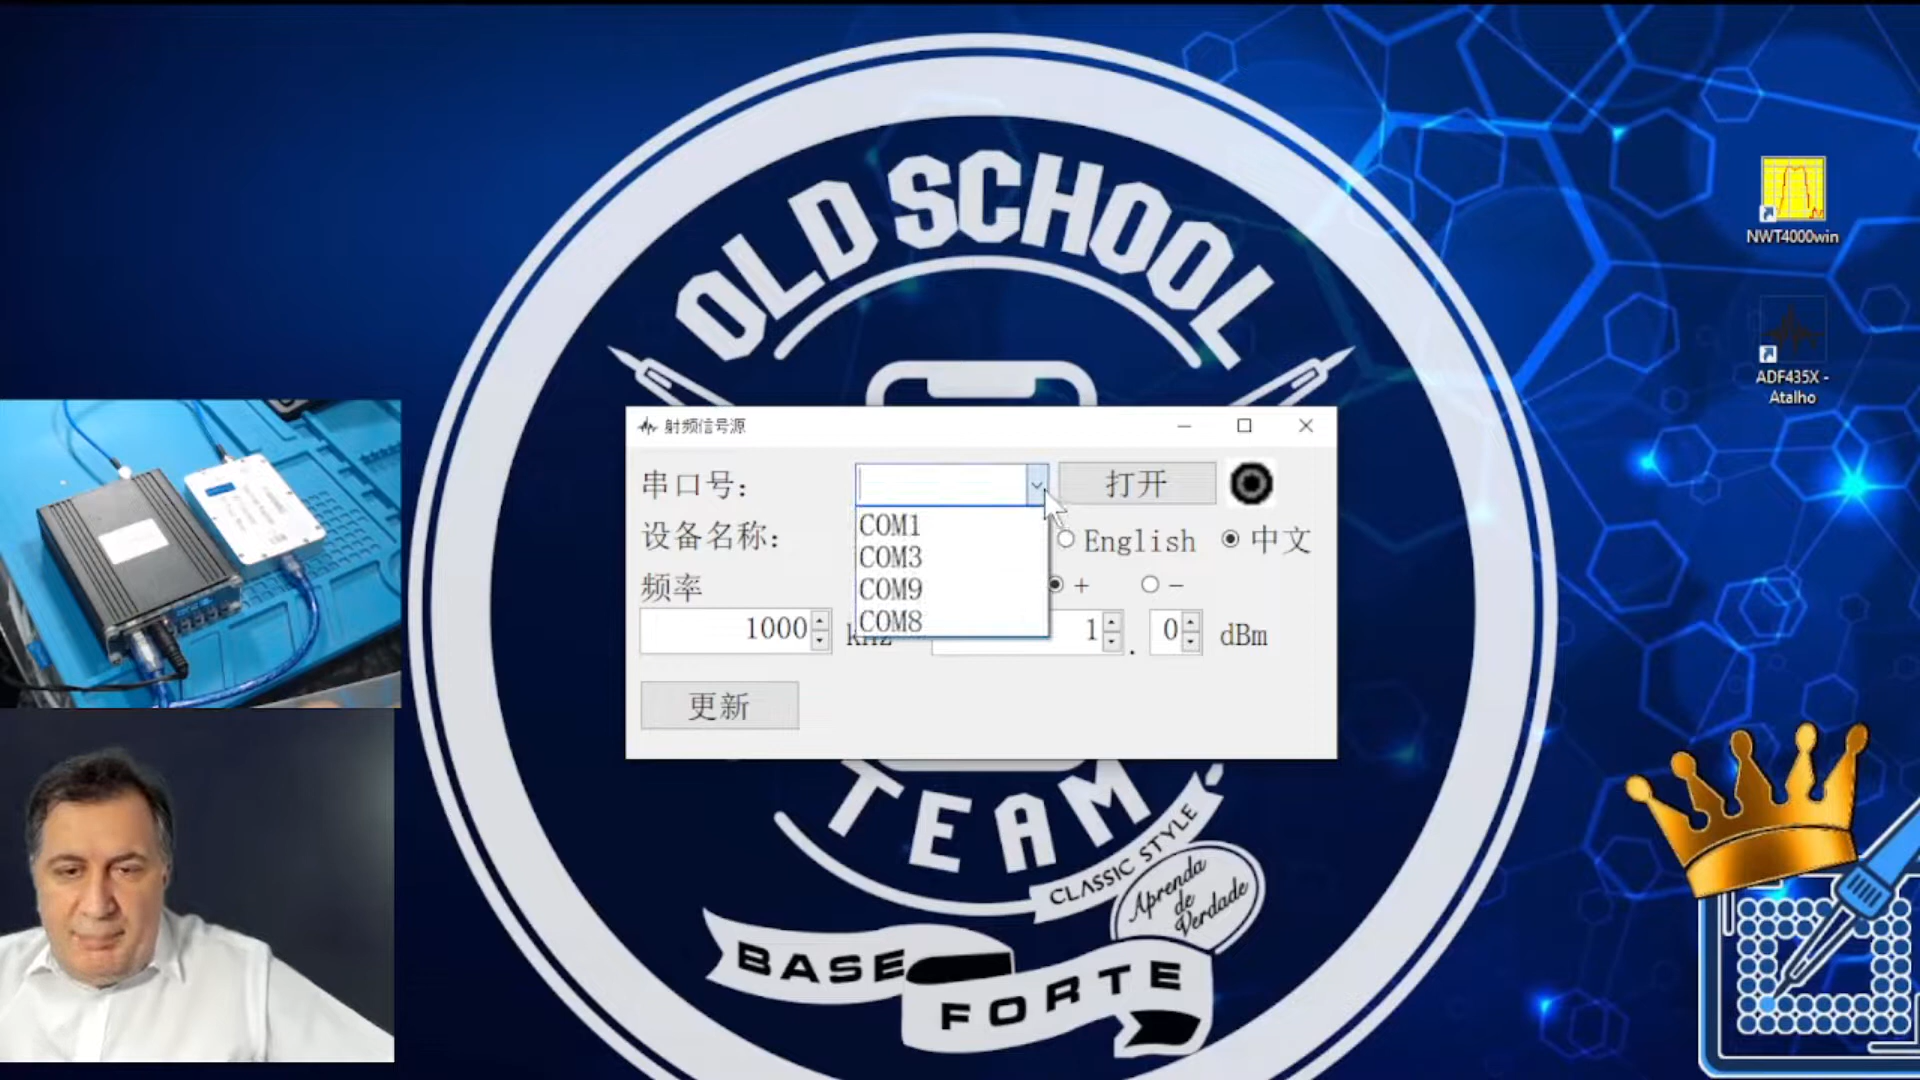 OLD SCHOOL
NWT4000win
ADF435X -
Atalho
射频信号源
串口号:
打开
COM1
COM3
COM9
COM8
设备名称:
English
中文
频率
+
−
1000
kHz
1
.
0
dBm
更新
TEAM
CLASSIC STYLE
Aprenda
de
Verdade
BASE
FORTE